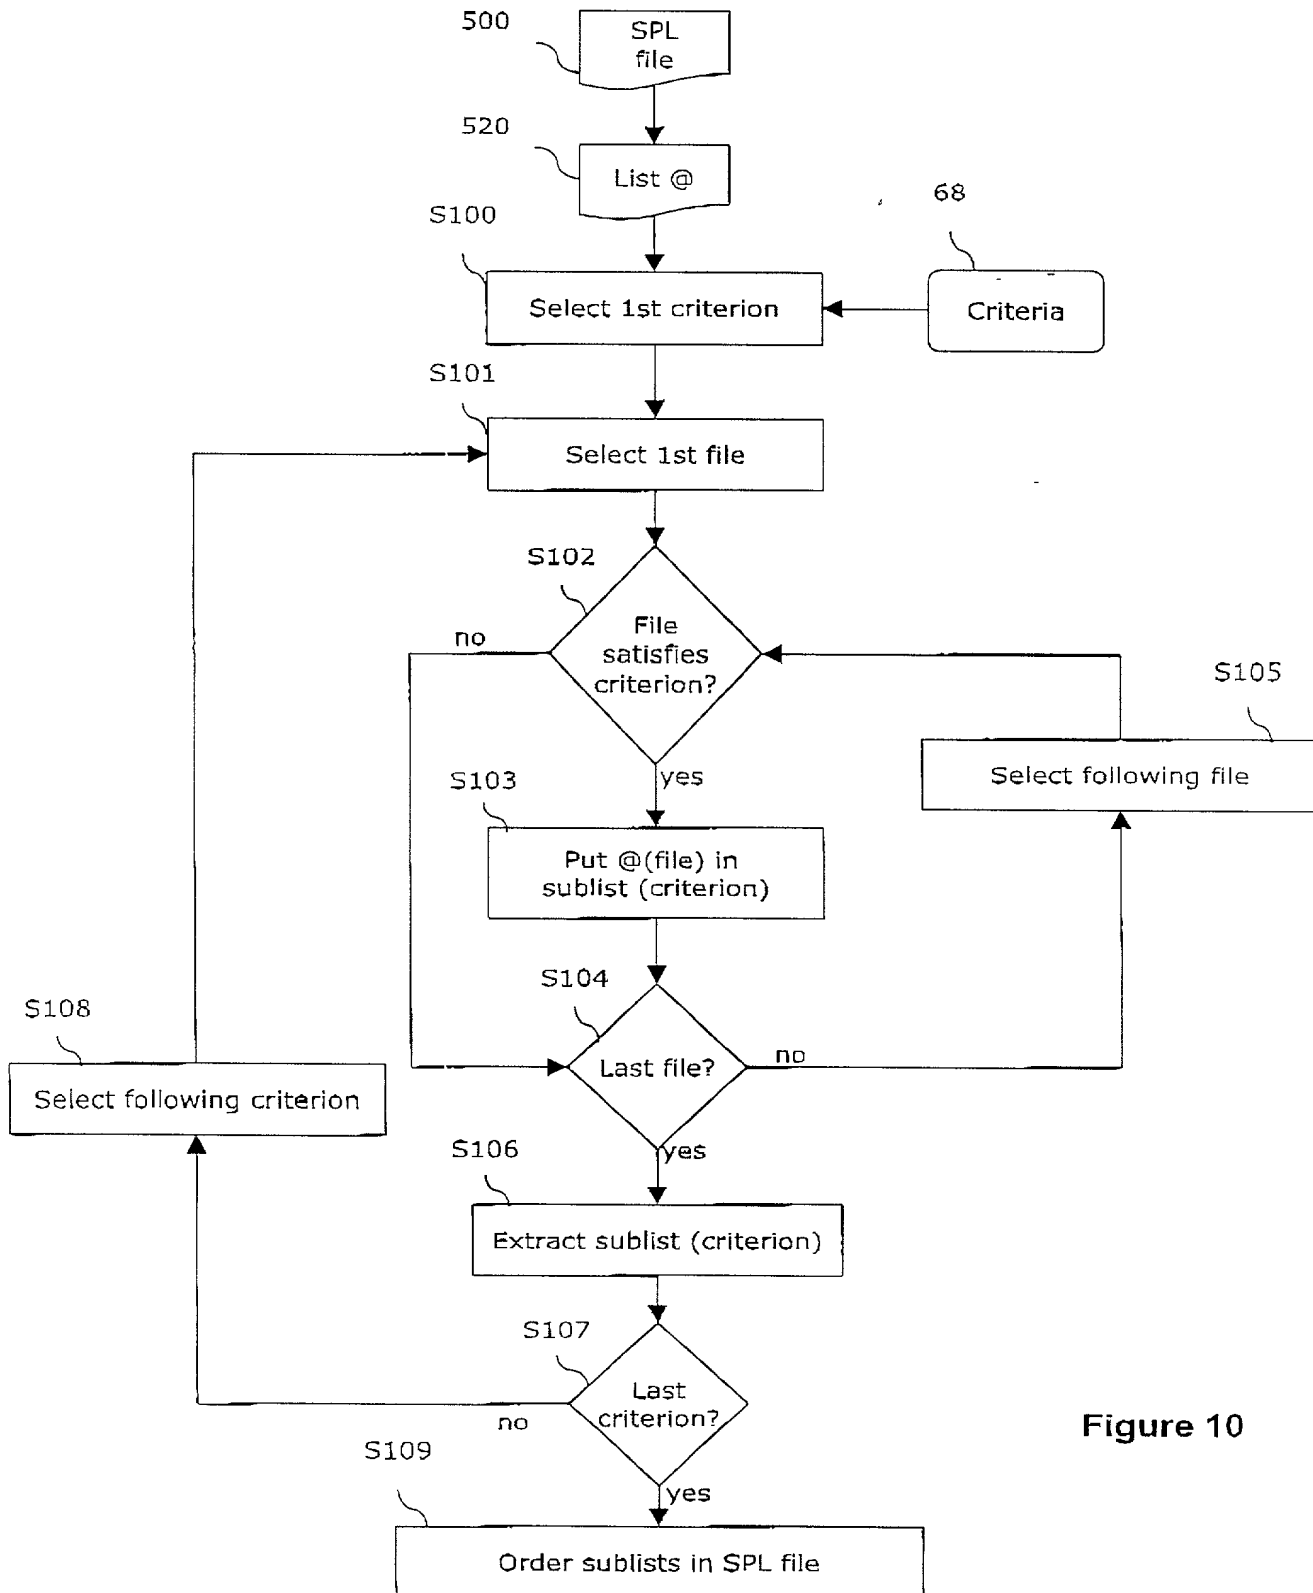 500
SPL
file
520
List @
68
S100
Select 1st criterion
Criteria
S101
Select 1st file
S102
File
satisfies
criterion?
no
S105
Select following file
yes
S103
Put @(file) in
sublist (criterion)
S104
Last file?
no
S108
Select following criterion
yes
S106
Extract sublist (criterion)
S107
Last
criterion?
no
Figure 10
S109
yes
Order sublists in SPL file